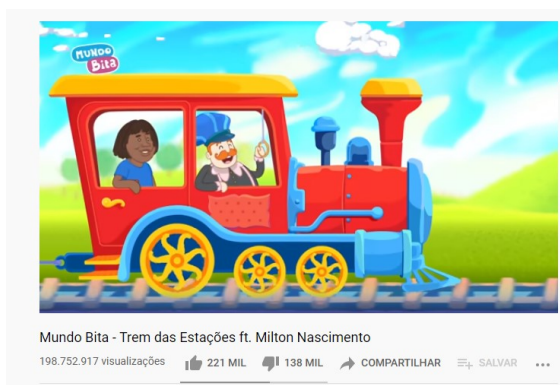 MUNDO
Bita
Mundo Bita - Trem das Estações ft. Milton Nascimento
198.752.917 visualizações 221 MIL 138 MIL COMPARTILHAR SALVAR ...